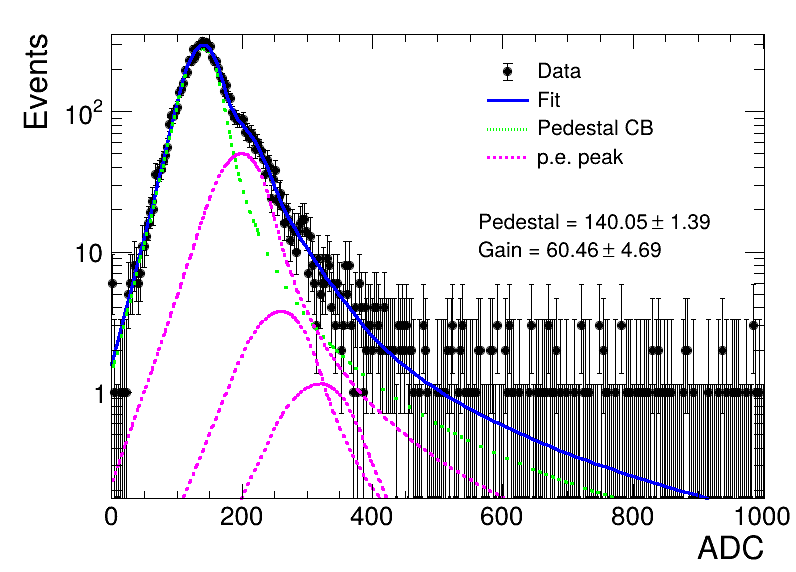 Events
10²
10
1
Data
Fit
Pedestal CB
p.e. peak
Pedestal = 140.05 ± 1.39
Gain = 60.46 ± 4.69
0 200 400 600 800 1000
ADC